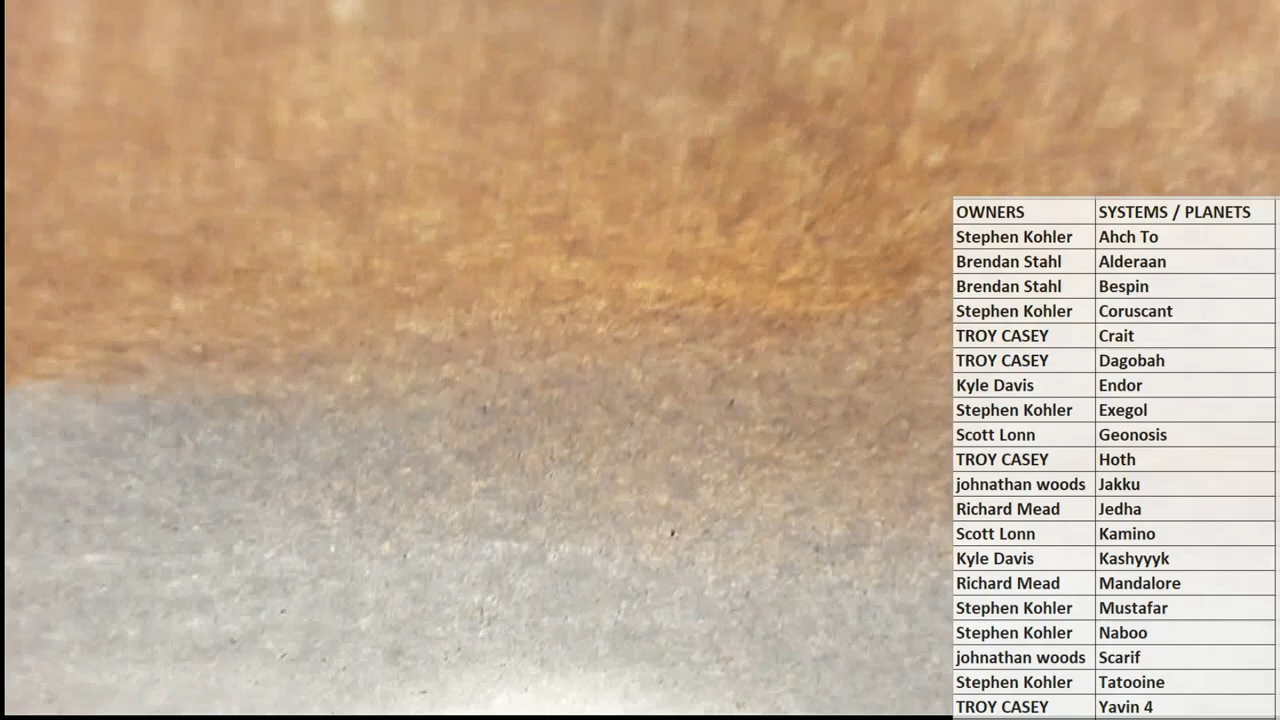 OWNERS SYSTEMS / PLANETS
Stephen Kohler Ahch To
Brendan Stahl Alderaan
Brendan Stahl Bespin
Stephen Kohler Coruscant
TROY CASEY Crait
TROY CASEY Dagobah
Kyle Davis Endor
Stephen Kohler Exegol
Scott Lonn Geonosis
TROY CASEY Hoth
johnathan woods Jakku
Richard Mead Jedha
Scott Lonn Kamino
Kyle Davis Kashyyyk
Richard Mead Mandalore
Stephen Kohler Mustafar
Stephen Kohler Naboo
johnathan woods Scarif
Stephen Kohler Tatooine
TROY CASEY Yavin 4